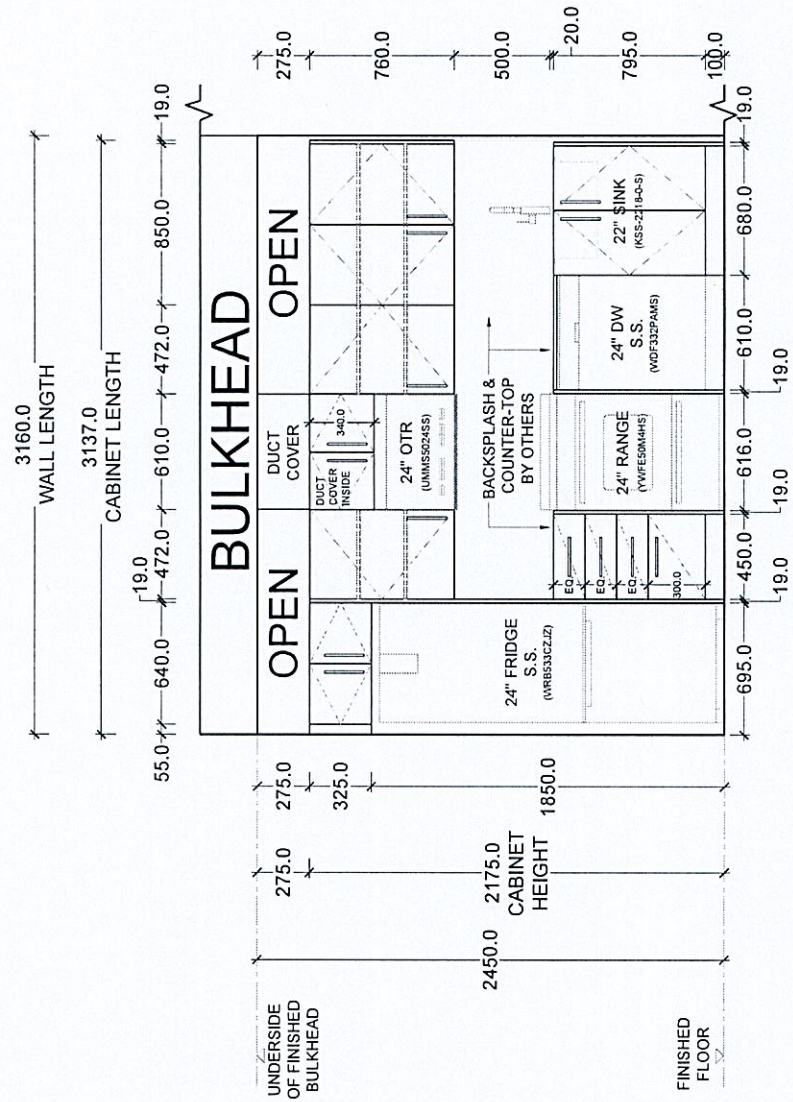 3160.0
WALL LENGTH
3137.0
CABINET LENGTH
19.0
55.0
640.0
472.0
610.0
472.0
850.0
19.0
BULKHEAD
UNDERSIDE
OF FINISHED
BULKHEAD
275.0
275.0
OPEN
DUCT
COVER
OPEN
275.0
325.0
DUCT
COVER
INSIDE
340.0
760.0
24" OTR
(UMMS5024SS)
2450.0
2175.0
CABINET
HEIGHT
1850.0
BACKSPLASH &
COUNTER-TOP
BY OTHERS
500.0
24" FRIDGE
S.S.
(WRB533CZJZ)
EQ
EQ
EQ
300.0
24" RANGE
(YWFE50M4HS)
24" DW
S.S.
(WDF332PAMS)
22" SINK
(KSS-2218-0-S)
20.0
795.0
100.0
FINISHED
FLOOR
695.0
450.0
616.0
610.0
680.0
19.0
19.0
19.0
19.0